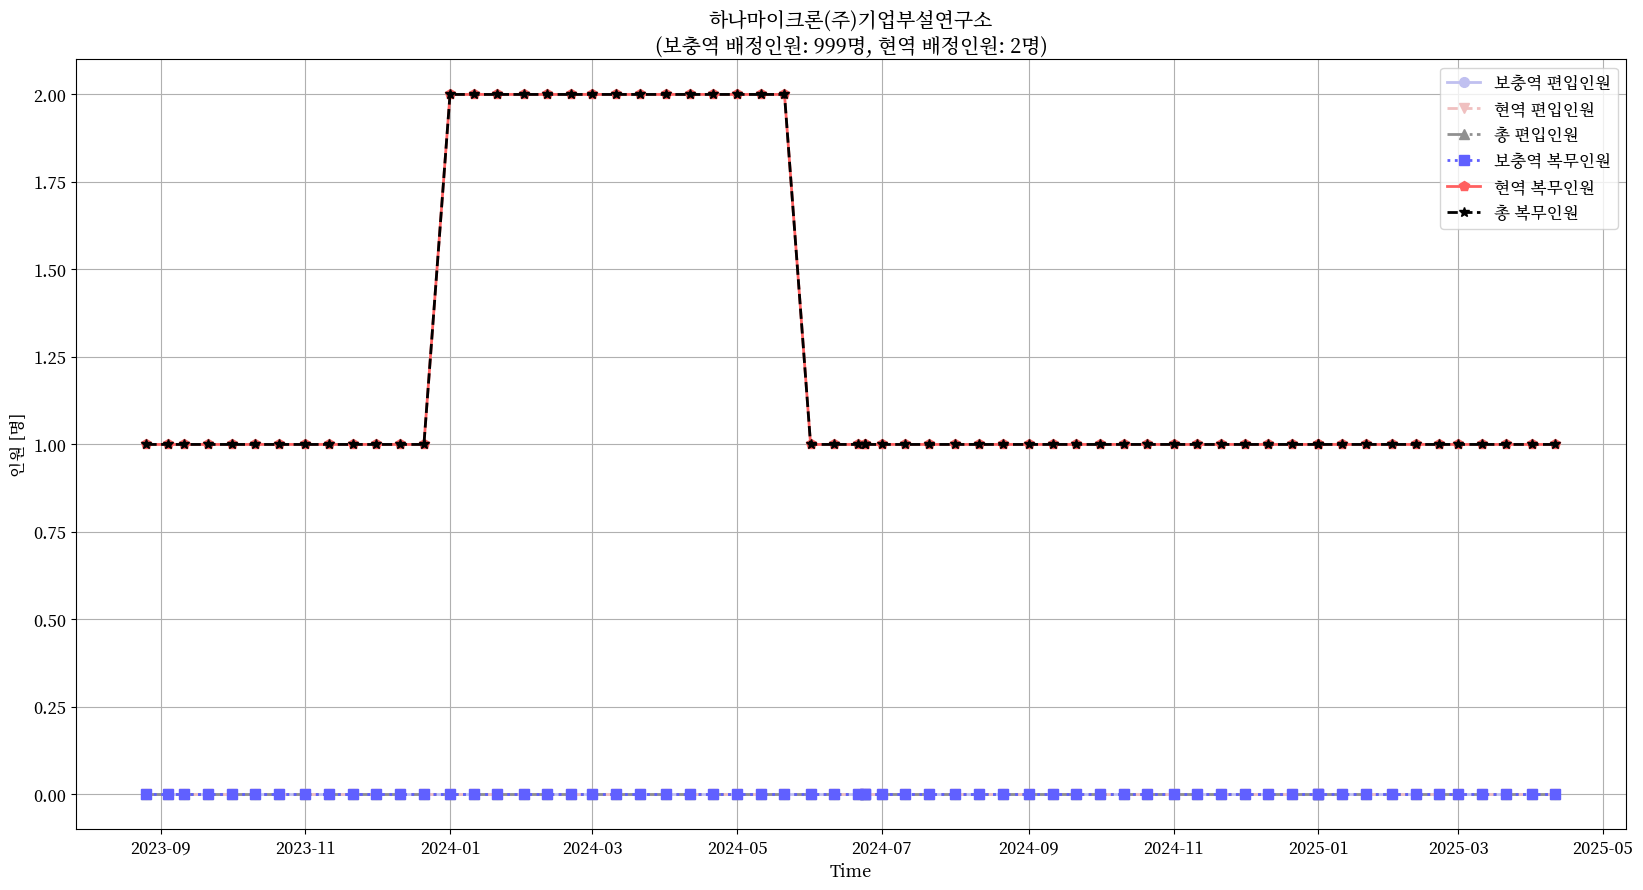 하나마이크론(주)기업부설연구소
(보충역 배정인원: 999명, 현역 배정인원: 2명)
보충역 편입인원
현역 편입인원
총 편입인원
보충역 복무인원
현역 복무인원
총 복무인원
인원 [명]
2.00
1.75
1.50
1.25
1.00
0.75
0.50
0.25
0.00
2023-09 2023-11 2024-01 2024-03 2024-05 2024-07 2024-09 2024-11 2025-01 2025-03 2025-05
Time